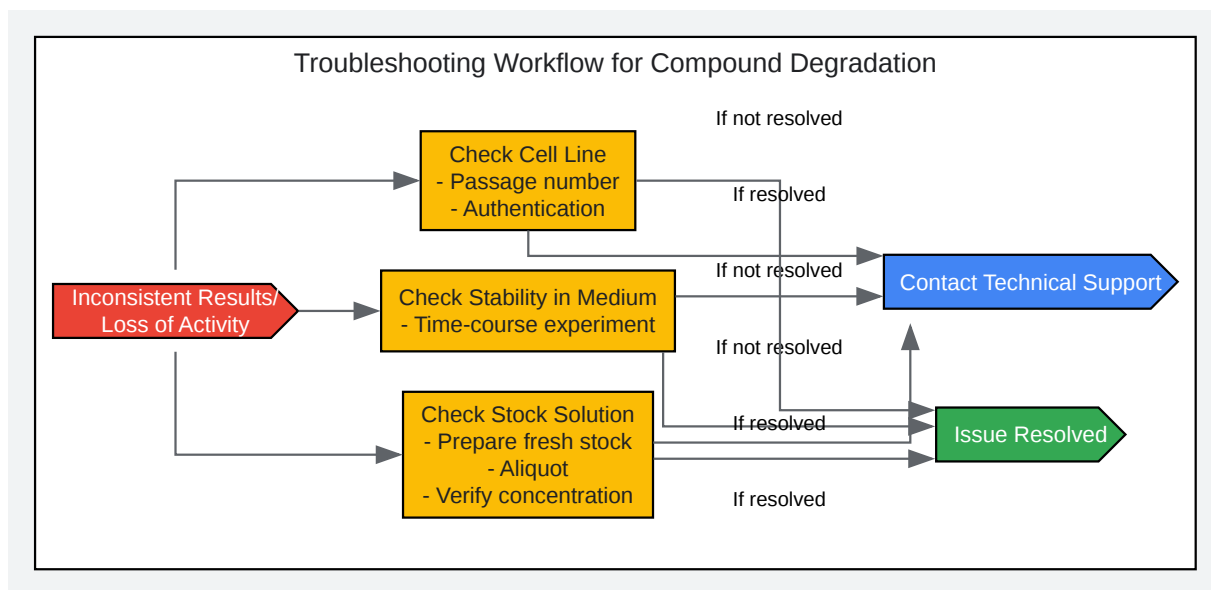 Troubleshooting Workflow for Compound Degradation
If not resolved
Check Cell Line
- Passage number
- Authentication
If resolved
If not resolved
Contact Technical Support
Inconsistent Results/
Loss of Activity
Check Stability in Medium
- Time-course experiment
If not resolved
Check Stock Solution
- Prepare fresh stock
- Aliquot
- Verify concentration
If resolved
Issue Resolved
If resolved